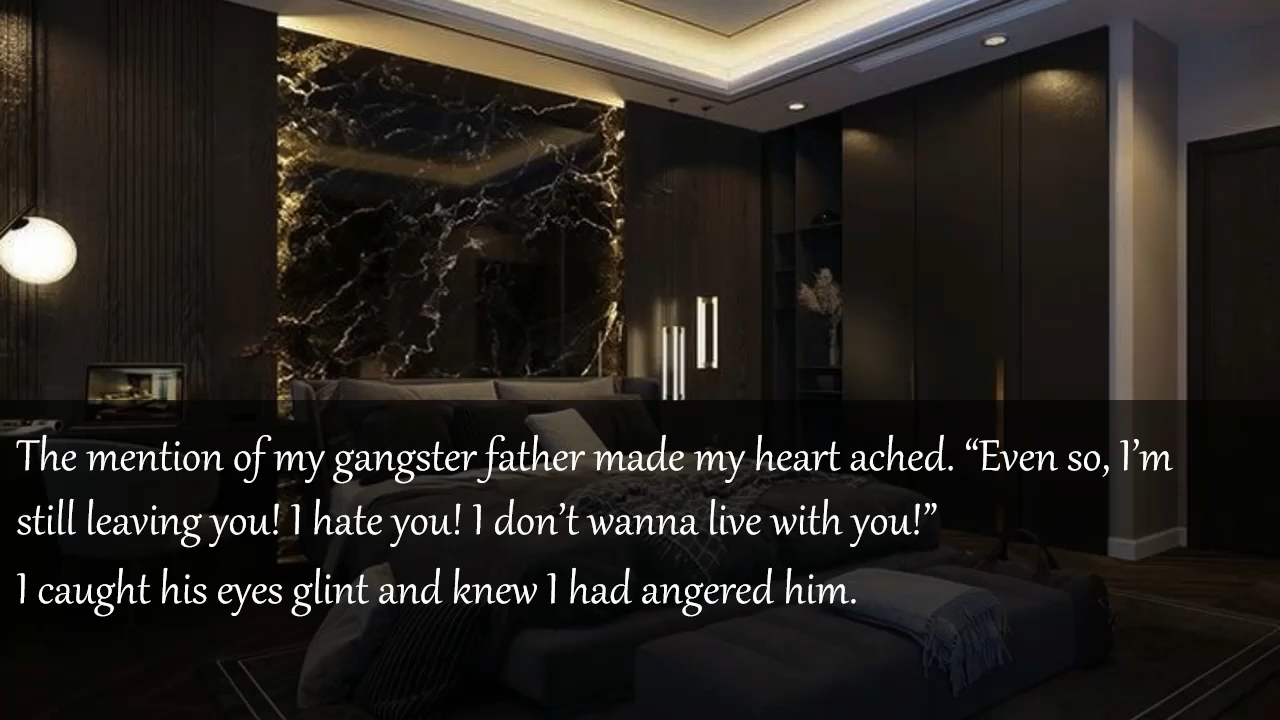 The mention of my gangster father made my heart ached. “Even so, I’m
still leaving you! I hate you! I don’t wanna live with you!”
I caught his eyes glint and knew I had angered him.